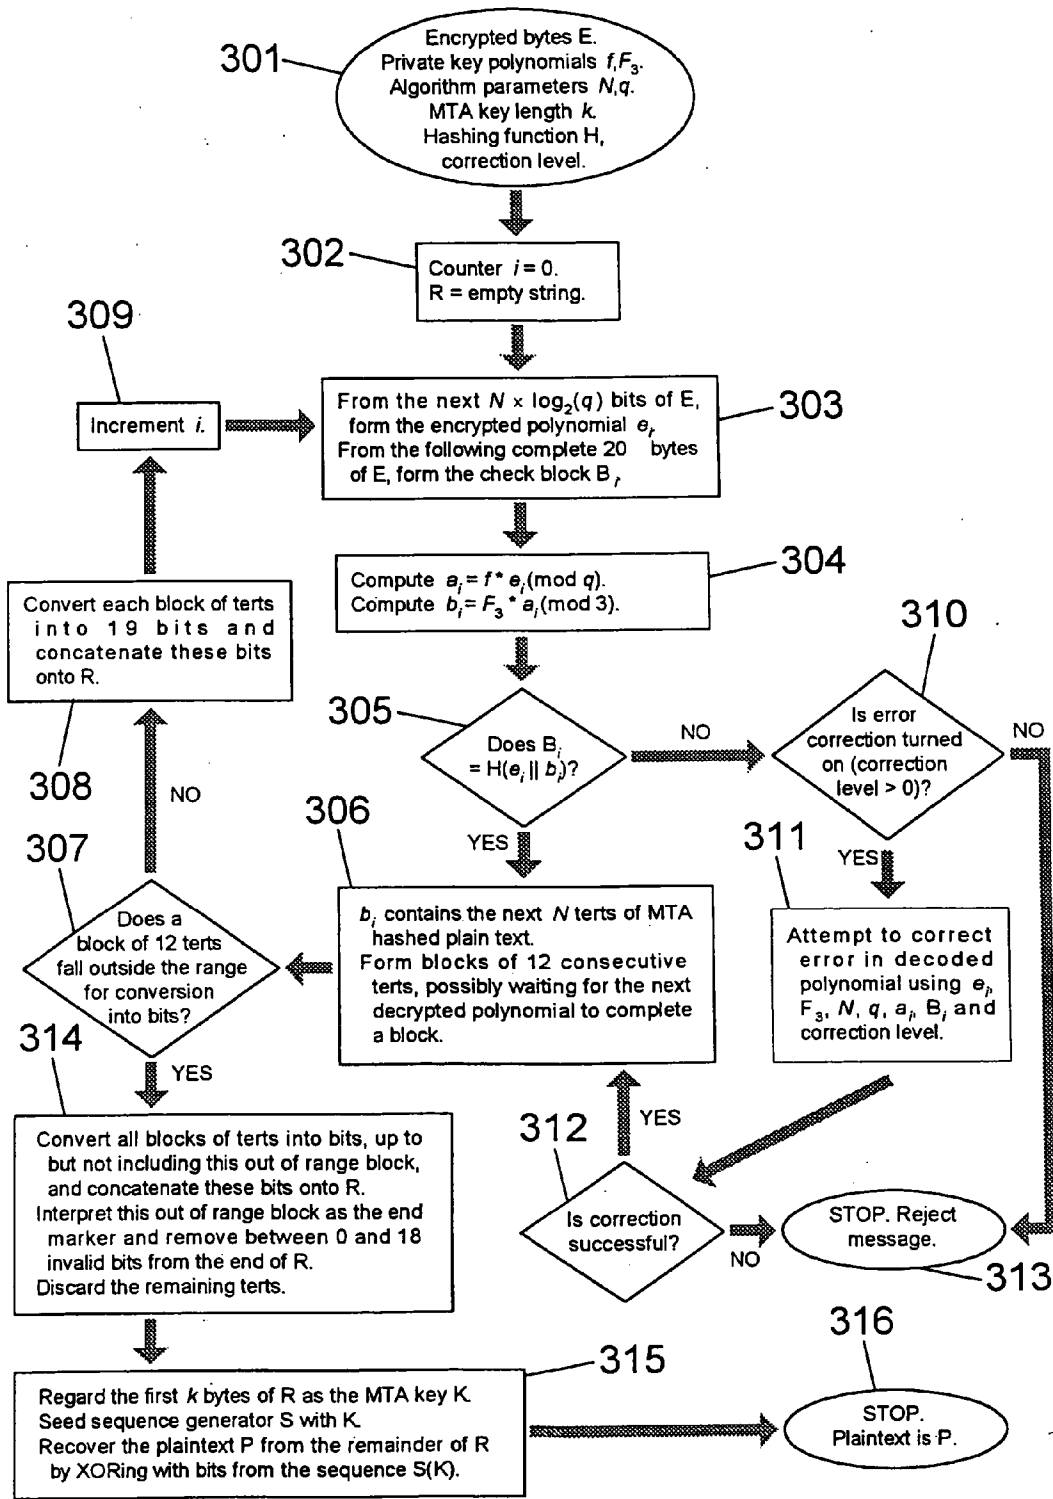 301
Encrypted bytes E.
Private key polynomials f,F3.
Algorithm parameters N,q.
MTA key length k.
Hashing function H,
correction level.
302
Counter i = 0.
R = empty string.
309
Increment i.
303
From the next N × log2(q) bits of E,
form the encrypted polynomial ei,
From the following complete 20 bytes
of E, form the check block Bi,
304
Compute ai = f * ei (mod q).
Compute bi = F3 * ai (mod 3).
308
Convert each block of terts
into 19 bits and
concatenate these bits
onto R.
305
Does Bi
= H(ei || bi)?
NO
YES
310
Is error
correction turned
on (correction
level > 0)?
NO
YES
306
bi contains the next N terts of MTA
hashed plain text.
Form blocks of 12 consecutive
terts, possibly waiting for the next
decrypted polynomial to complete
a block.
307
Does a
block of 12 terts
fall outside the range
for conversion
into bits?
NO
YES
311
Attempt to correct
error in decoded
polynomial using ei,
F3, N, q, ai, Bi and
correction level.
312
Is correction
successful?
YES
NO
313
STOP. Reject
message.
314
Convert all blocks of terts into bits, up to
but not including this out of range block,
and concatenate these bits onto R.
Interpret this out of range block as the end
marker and remove between 0 and 18
invalid bits from the end of R.
Discard the remaining terts.
315
Regard the first k bytes of R as the MTA key K.
Seed sequence generator S with K.
Recover the plaintext P from the remainder of R
by XORing with bits from the sequence S(K).
316
STOP.
Plaintext is P.